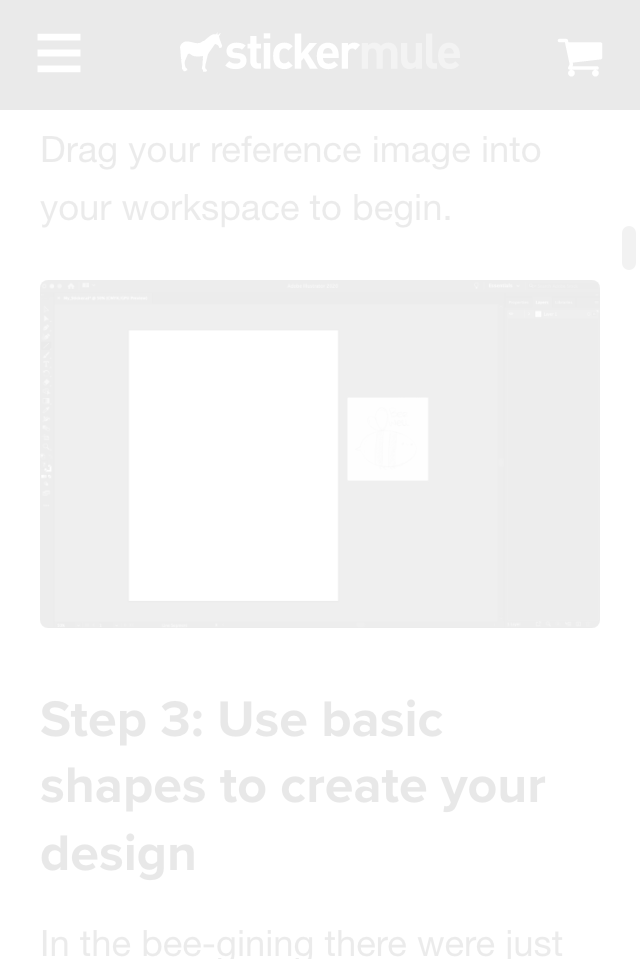 stickermule
Drag your reference image into
your workspace to begin.
Step 3: Use basic
shapes to create your
design
In the bee-gining there were just